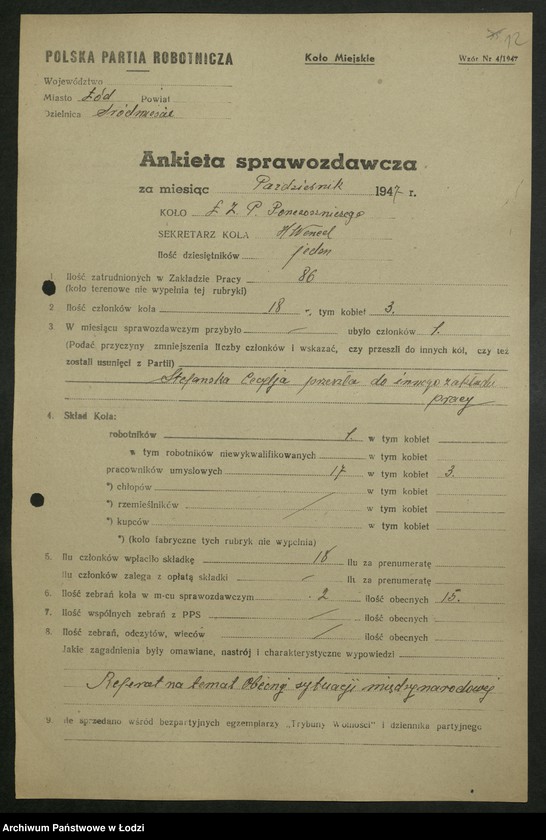 12
POLSKA PARTIA ROBOTNICZA Koło Miejskie Wzór Nr 4/1947
Województwo
Miasto Łódź Powiat
Dzielnica Śródmieście
Ankieta sprawozdawcza
za miesiąc Pazdziernik 1947 r.
KOŁO Ł.Z.P. Ponczoszniczego
SEKRETARZ KOŁA
Ilość dziesiętników jeden
1. Ilość zatrudnionych w Zakładzie Pracy 86
(koło terenowe nie wypełnia tej rubryki)
2. Ilość członków koła 18 , tym kobiet 3.
3. W miesiącu sprawozdawczym przybyło — ubyło członków 1.
(Podać przyczyny zmniejszenia liczby członków i wskazać, czy przeszli do innych kół, czy też
zostali usunięci z Partii)
Stefańska Cecylja przeszła do innego zakładu
pracy
4. Skład Koła:
robotników 1. w tym kobiet
w tym robotników niewykwalifikowanych w tym kobiet
pracowników umysłowych 17 w tym kobiet 3.
*) chłopów w tym kobiet
*) rzemieślników w tym kobiet
*) kupców w tym kobiet
*) (koło fabryczne tych rubryk nie wypełnia)
5. Ilu członków wpłaciło składkę 18 Ilu za prenumeratę
Ilu członków zalega z opłatą składki Ilu za prenumeratę
6. Ilość zebrań koła w m-cu sprawozdawczym 2 ilość obecnych 15.
7. Ilość wspólnych zebrań z PPS ilość obecnych
8. Ilość zebrań, odczytów, wieców ilość obecnych
Jakie zagadnienia były omawiane, nastrój i charakterystyczne wypowiedzi
Referat na temat Obecnej sytuacji międzynarodowej
9. Ile sprzedano wśród bezpartyjnych egzemplarzy „Trybuny Wolności" i dziennika partyjnego
Archiwum Państwowe w Łodzi